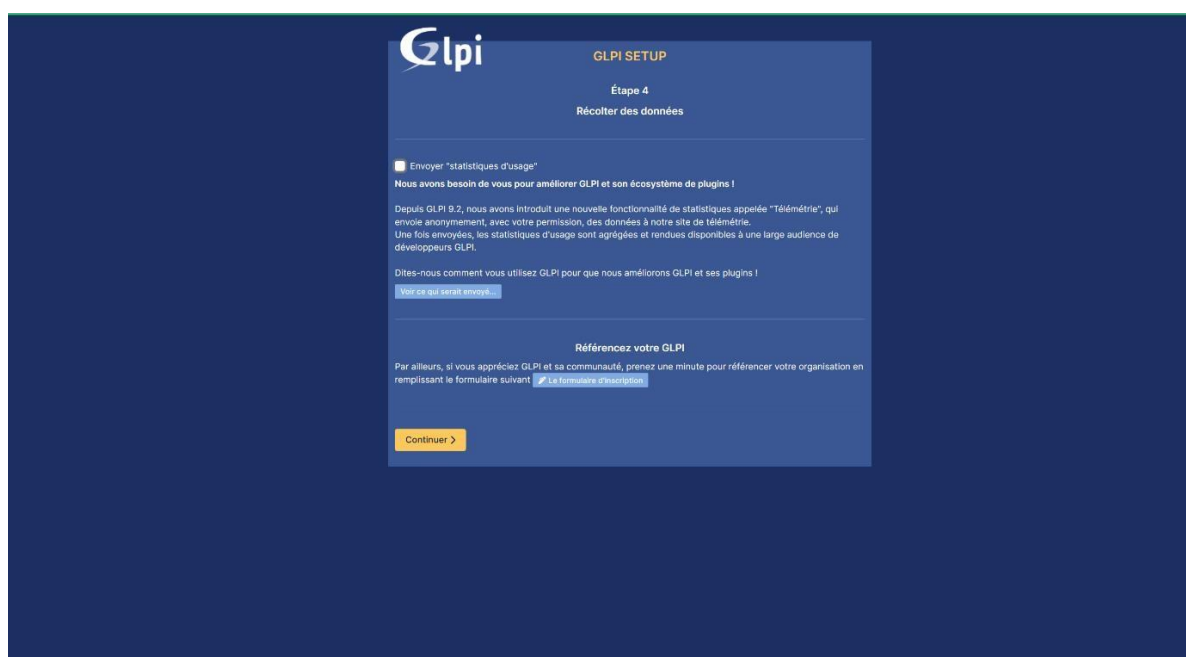 Glpi
GLPI SETUP
Étape 4
Récolter des données
Envoyer "statistiques d'usage"
Nous avons besoin de vous pour améliorer GLPI et son écosystème de plugins !
Depuis GLPI 9.2, nous avons introduit une nouvelle fonctionnalité de statistiques appelée "Télémétrie", qui
envoie anonymement, avec votre permission, des données à notre site de télémétrie.
Une fois envoyées, les statistiques d'usage sont agrégées et rendues disponibles à une large audience de
développeurs GLPI.
Dites-nous comment vous utilisez GLPI pour que nous améliorons GLPI et ses plugins !
Voir ce qui serait envoyé...
Référencez votre GLPI
Par ailleurs, si vous appréciez GLPI et sa communauté, prenez une minute pour référencer votre organisation en
remplissant le formulaire suivant Le formulaire d'inscription
Continuer >